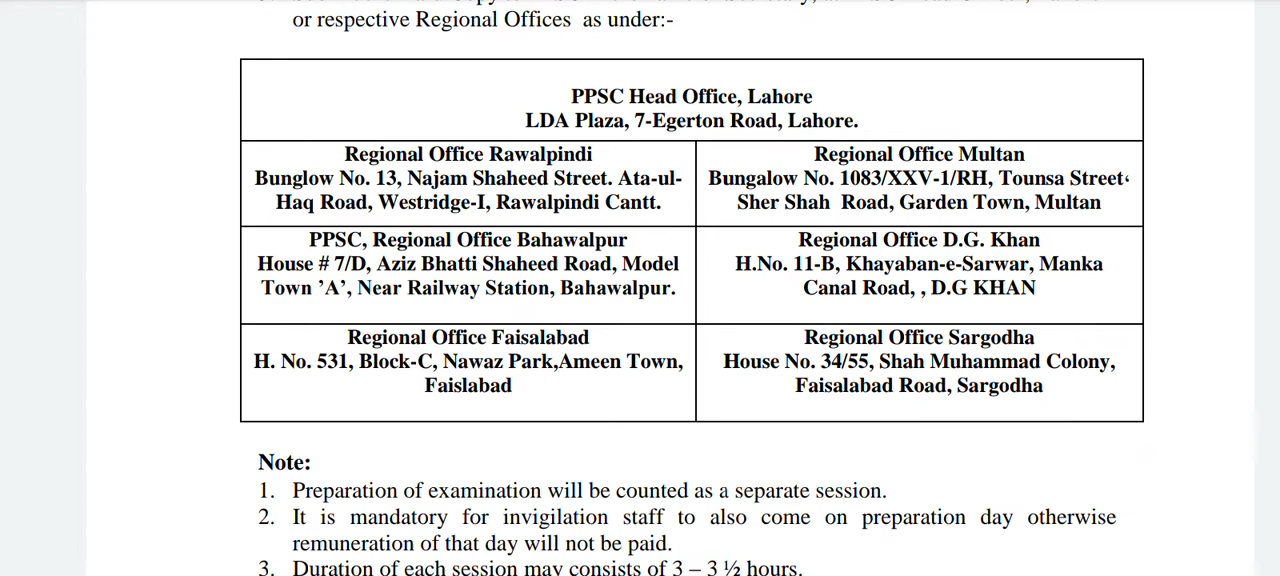 or respective Regional Offices as under:-
PPSC Head Office, Lahore
LDA Plaza, 7-Egerton Road, Lahore.
Regional Office Rawalpindi
Bunglow No. 13, Najam Shaheed Street. Ata-ul-
Haq Road, Westridge-I, Rawalpindi Cantt.
Regional Office Multan
Bungalow No. 1083/XXV-1/RH, Tounsa Street،
Sher Shah Road, Garden Town, Multan
PPSC, Regional Office Bahawalpur
House # 7/D, Aziz Bhatti Shaheed Road, Model
Town ’A’, Near Railway Station, Bahawalpur.
Regional Office D.G. Khan
H.No. 11-B, Khayaban-e-Sarwar, Manka
Canal Road, , D.G KHAN
Regional Office Faisalabad
H. No. 531, Block-C, Nawaz Park,Ameen Town,
Faislabad
Regional Office Sargodha
House No. 34/55, Shah Muhammad Colony,
Faisalabad Road, Sargodha
Note:
1. Preparation of examination will be counted as a separate session.
2. It is mandatory for invigilation staff to also come on preparation day otherwise
remuneration of that day will not be paid.
3. Duration of each session may consists of 3 – 3 ½ hours.